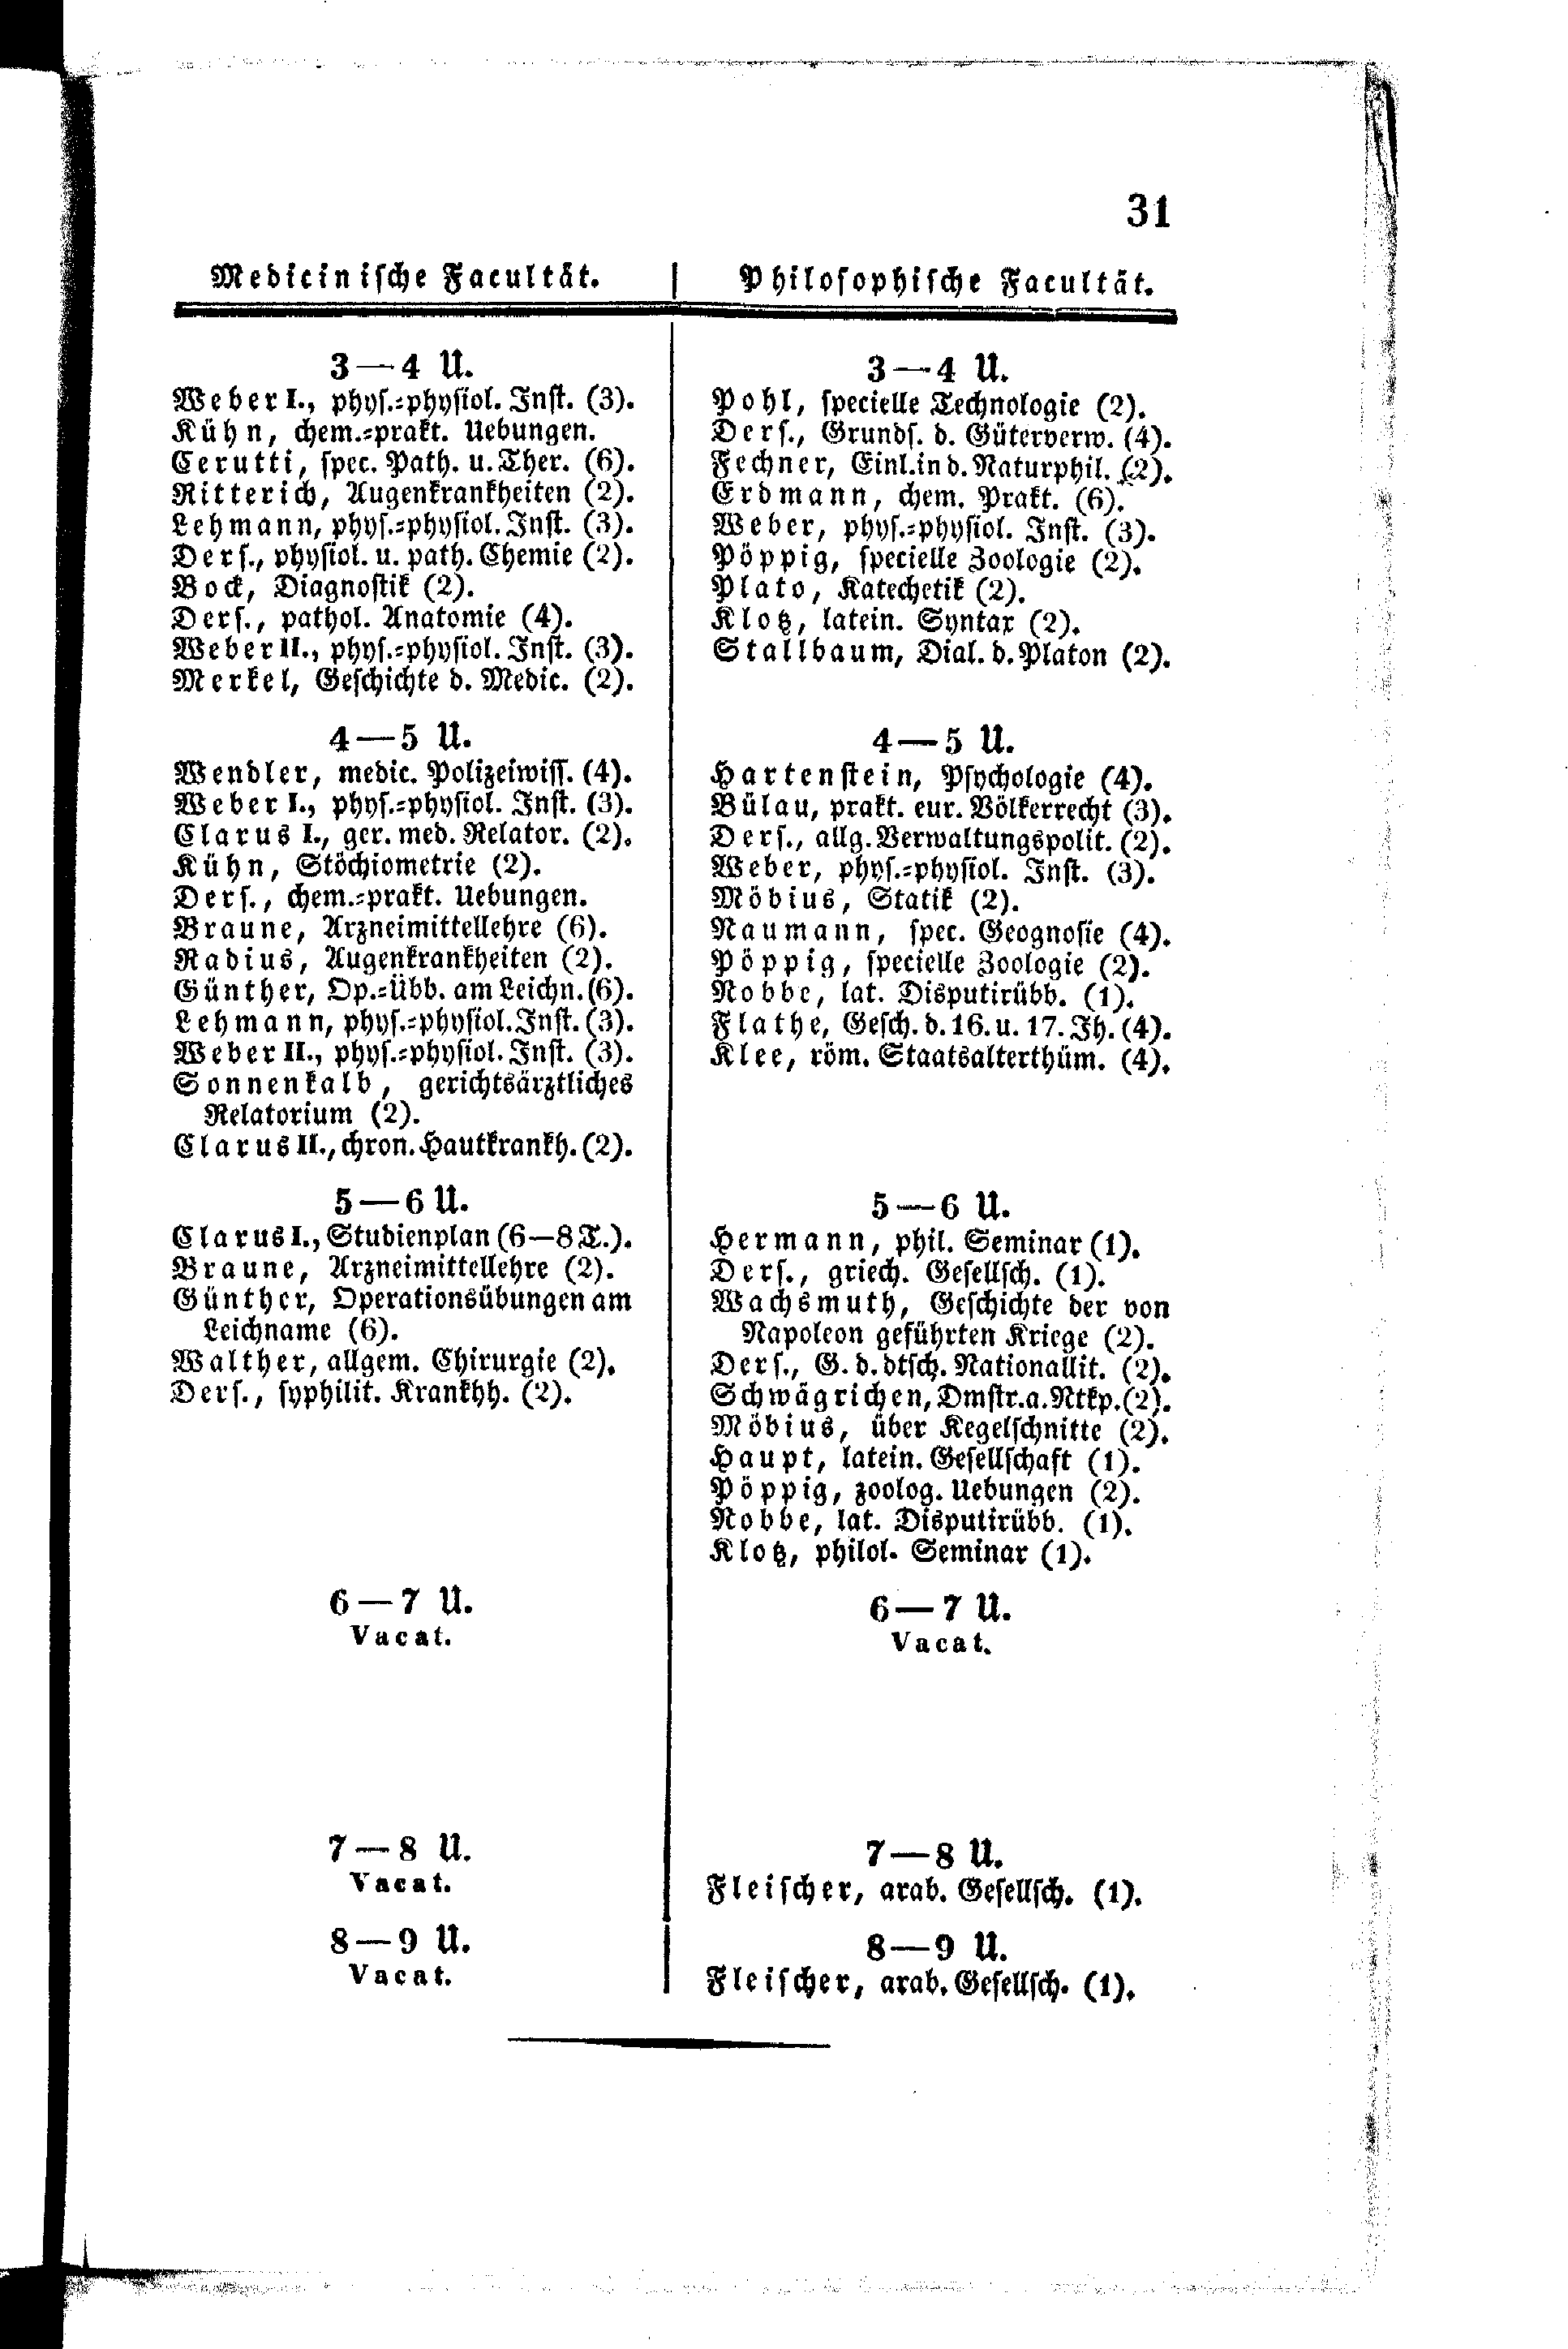 31
Medicinische Facultät.
3—4 U.
Weber I., phys.-physiol. Inst. (3).
Kühn, chem.-prakt. Uebungen.
Cerutti, spec. Path. u. Ther. (6).
Ritterich, Augenkrankheiten (2).
Lehmann, phys.-physiol. Inst. (3).
Ders., physiol. u. path. Chemie (2).
Bock, Diagnostik (2).
Ders., pathol. Anatomie (4).
Weber II., phys.-physiol. Inst. (3).
Merkel, Geschichte d. Medic. (2).
4—5 U.
Wendler, medic. Polizeiwiss. (4).
Weber I., phys.-physiol. Inst. (3).
Clarus I., ger. med. Relator. (2).
Kühn, Stöchiometrie (2).
Ders., chem.-prakt. Uebungen.
Braune, Arzneimittellehre (6).
Radius, Augenkrankheiten (2).
Günther, Op.-Übb. am Leichn. (6).
Lehmann, phys.-physiol. Inst. (3).
Weber II., phys.-physiol. Inst. (3).
Sonnenkalb, gerichtsärztliches
Relatorium (2).
Clarus II., chron. Hautkrankh. (2).
5—6 U.
Clarus I., Studienplan (6—8 T.).
Braune, Arzneimittellehre (2).
Günther, Operationsübungen am
Leichname (6).
Walther, allgem. Chirurgie (2).
Ders., syphilit. Krankhh. (2).
6—7 U.
Vacat.
7—8 U.
Vacat.
8—9 U.
Vacat.
Philosophische Facultät.
3—4 U.
Pohl, specielle Technologie (2).
Ders., Grunds. d. Güterverw. (4).
Fechner, Einl. in d. Naturphil. (2).
Erdmann, chem. Prakt. (6).
Weber, phys.-physiol. Inst. (3).
Pöppig, specielle Zoologie (2).
Plato, Katechetik (2).
Klotz, latein. Syntax (2).
Stallbaum, Dial. d. Platon (2).
4—5 U.
Hartenstein, Psychologie (4).
Bülau, prakt. eur. Völkerrecht (3).
Ders., allg. Verwaltungspolit. (2).
Weber, phys.-physiol. Inst. (3).
Möbius, Statik (2).
Naumann, spec. Geognosie (4).
Pöppig, specielle Zoologie (2).
Nobbe, lat. Disputirübb. (1).
Flathe, Gesch. d. 16. u. 17. Jh. (4).
Klee, röm. Staatsalterthüm. (4).
5—6 U.
Hermann, phil. Seminar (1).
Ders., griech. Gesellsch. (1).
Wachsmuth, Geschichte der von
Napoleon geführten Kriege (2).
Ders., G. d. dtsch. Nationallit. (2).
Schwägrichen, Dmstr. a. Ntkp. (2).
Möbius, über Kegelschnitte (2).
Haupt, latein. Gesellschaft (1).
Pöppig, zoolog. Uebungen (2).
Nobbe, lat. Disputirübb. (1).
Klotz, philol. Seminar (1).
6—7 U.
Vacat.
7—8 U.
Fleischer, arab. Gesellsch. (1).
8—9 U.
Fleischer, arab. Gesellsch. (1).